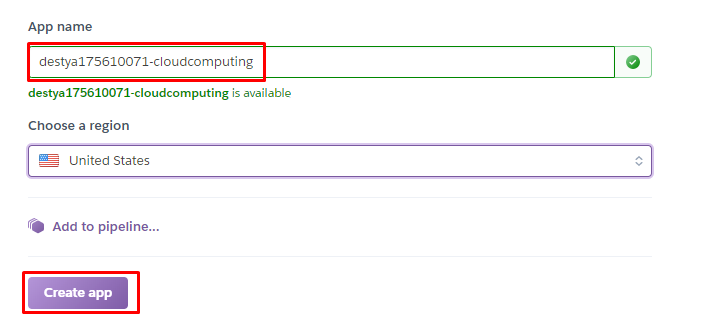 App name
destya175610071-cloudcomputing
destya175610071-cloudcomputing is available
Choose a region
United States
Add to pipeline...
Create app